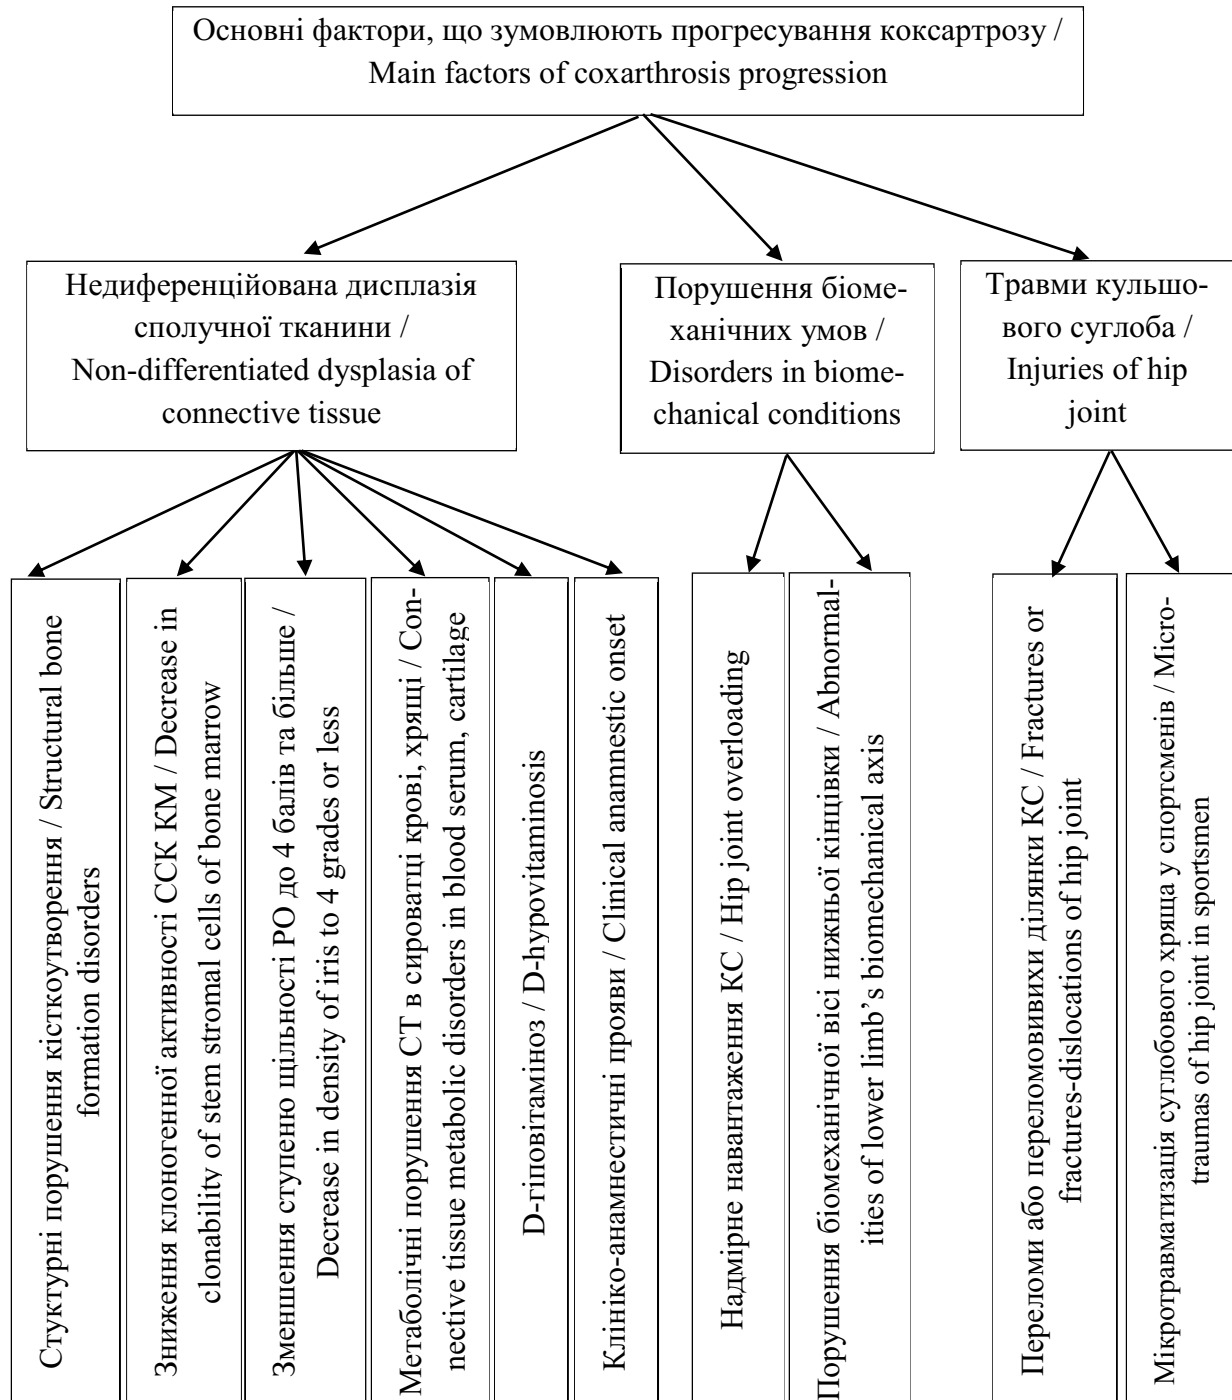 Основні фактори, що зумовлюють прогресування коксартрозу /
Main factors of coxarthrosis progression
Недиференційована дисплазія
сполучної тканини /
Non-differentiated dysplasia of
connective tissue
Порушення біоме-
ханічних умов /
Disorders in biome-
chanical conditions
Травми кульшо-
вого суглоба /
Injuries of hip
joint
Стуктурні порушення кісткоутворення / Structural bone
formation disorders
Зниження клоногенної активності ССК КМ / Decrease in
clonability of stem stromal cells of bone marrow
Зменшення ступеню щільності РО до 4 балів та більше /
Decrease in density of iris to 4 grades or less
Метаболічні порушення СТ в сироватці крові, хрящі / Con-
nective tissue metabolic disorders in blood serum, cartilage
D-гіповітаміноз / D-hypovitaminosis
Клініко-анамнестичні прояви / Clinical anamnestic onset
Надмірне навантаження КС / Hip joint overloading
Порушення біомеханічної вісі нижньої кінцівки / Abnormal-
ities of lower limb’s biomechanical axis
Переломи або переломовивихи ділянки КС / Fractures or
fractures-dislocations of hip joint
Мікротравматизація суглобового хряща у спортсменів / Micro-
traumas of hip joint in sportsmen